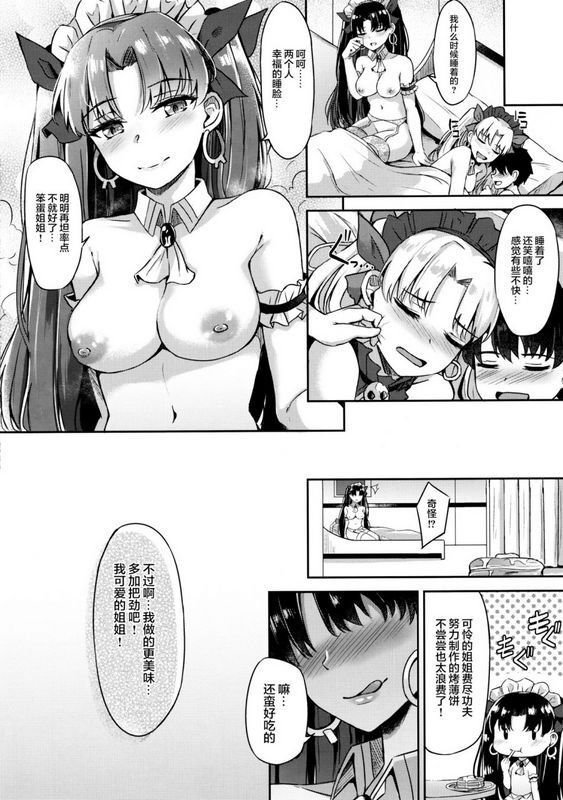 我什么时候
睡着的？
呵呵……
两个人
幸福的
睡脸…
明明再坦率点
不就好了…
笨蛋姐姐！
睡着了
还笑嘻嘻的…
感觉有些不快…
奇怪!?
可怜的姐姐费尽功夫
努力制作的烤薄饼
不尝尝也太浪费了！
もぐ
もぐ
嘛…
还蛮好吃的
不过啊…我做的更美味…
多加把劲吧！
我可爱的姐姐！